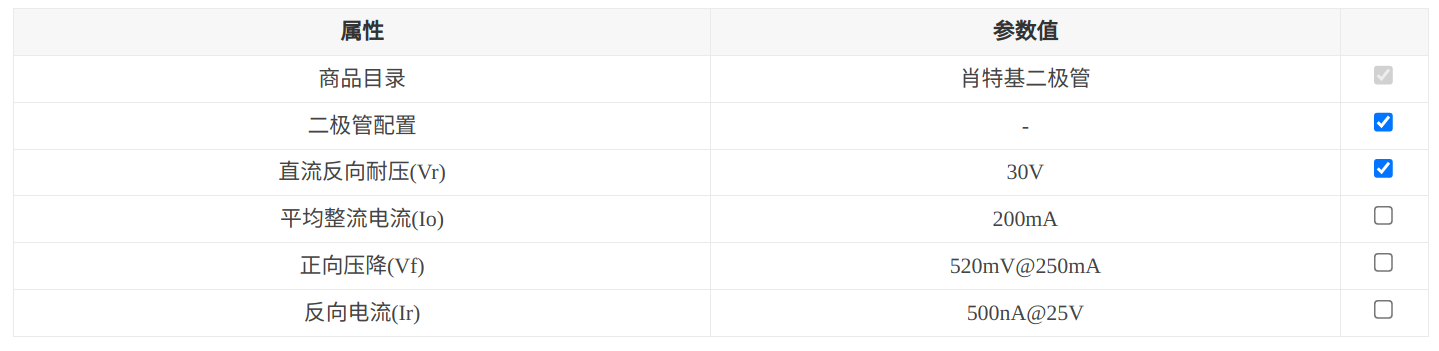 属性 参数值
商品目录 肖特基二极管
二极管配置 -
直流反向耐压(Vr) 30V
平均整流电流(Io) 200mA
正向压降(Vf) 520mV@250mA
反向电流(Ir) 500nA@25V